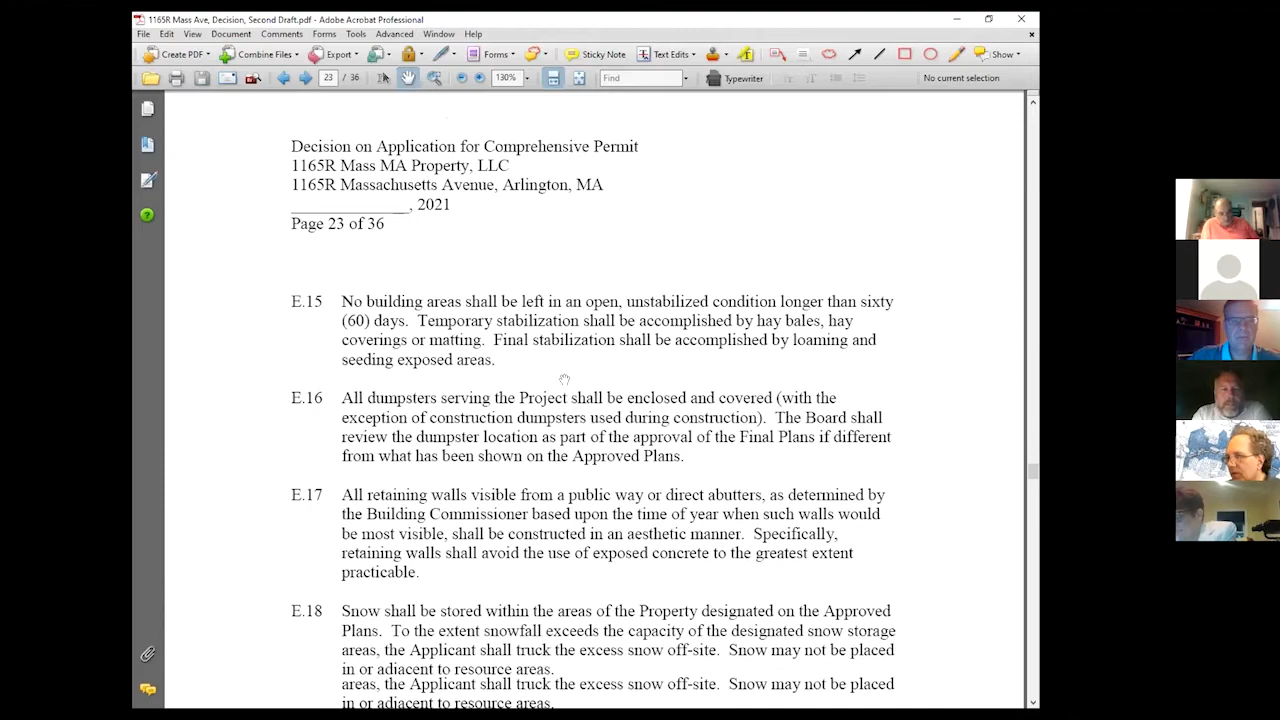 1165R Mass Ave, Decision, Second Draft.pdf - Adobe Acrobat Professional
File Edit View Document Comments Forms Tools Advanced Window Help
Create PDF Combine Files Export Forms Sticky Note Text Edits Show
23 / 36 130% Find Typewriter No current selection
Decision on Application for Comprehensive Permit
1165R Mass MA Property, LLC
1165R Massachusetts Avenue, Arlington, MA
_______________, 2021
Page 23 of 36
E.15 No building areas shall be left in an open, unstabilized condition longer than sixty
(60) days. Temporary stabilization shall be accomplished by hay bales, hay
coverings or matting. Final stabilization shall be accomplished by loaming and
seeding exposed areas.
E.16 All dumpsters serving the Project shall be enclosed and covered (with the
exception of construction dumpsters used during construction). The Board shall
review the dumpster location as part of the approval of the Final Plans if different
from what has been shown on the Approved Plans.
E.17 All retaining walls visible from a public way or direct abutters, as determined by
the Building Commissioner based upon the time of year when such walls would
be most visible, shall be constructed in an aesthetic manner. Specifically,
retaining walls shall avoid the use of exposed concrete to the greatest extent
practicable.
E.18 Snow shall be stored within the areas of the Property designated on the Approved
Plans. To the extent snowfall exceeds the capacity of the designated snow storage
areas, the Applicant shall truck the excess snow off-site. Snow may not be placed
in or adjacent to resource areas.
areas, the Applicant shall truck the excess snow off-site. Snow may not be placed
in or adjacent to resource areas.